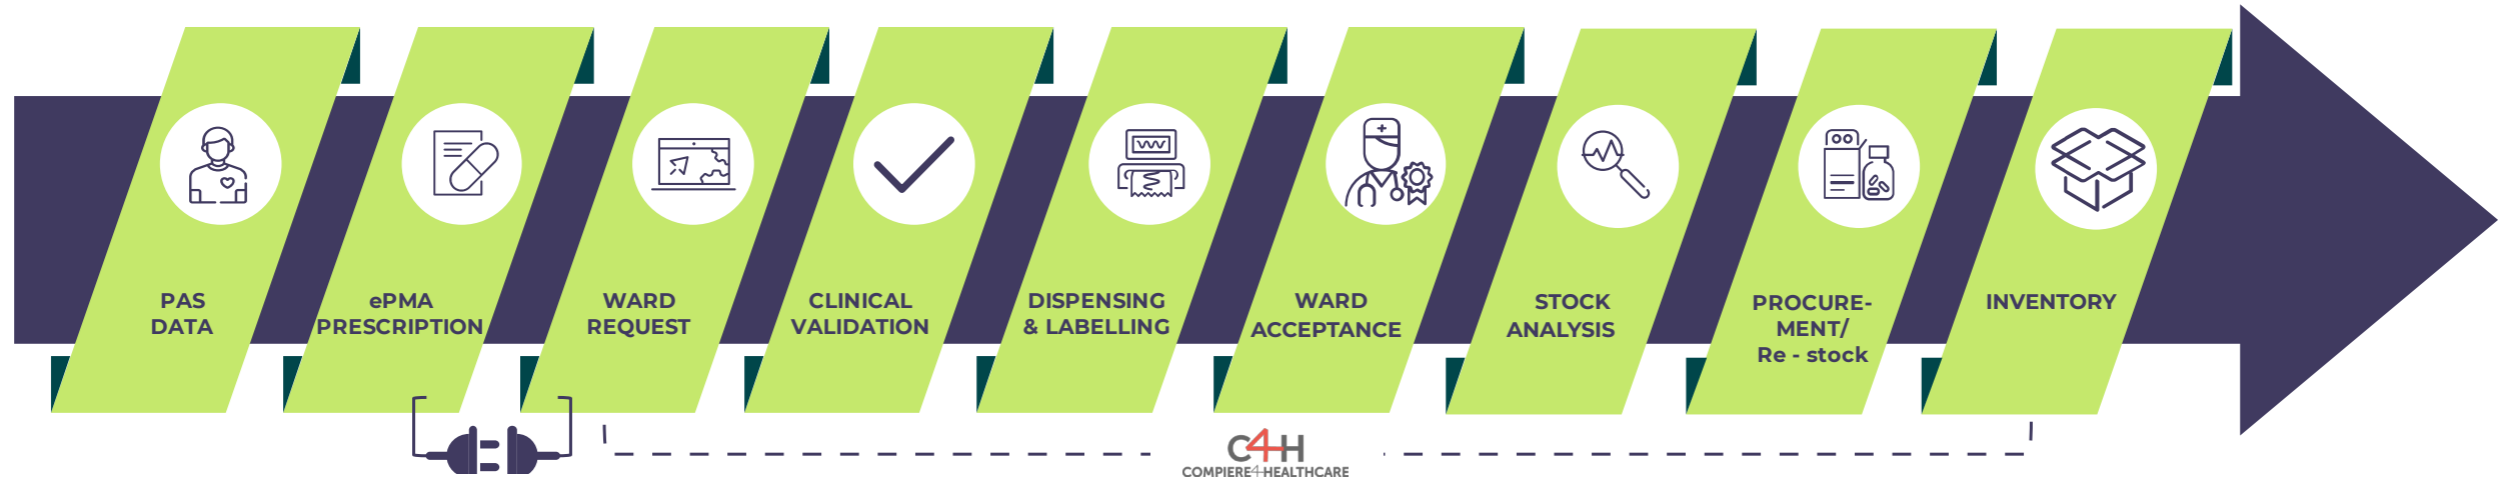 PAS
DATA
ePMA
PRESCRIPTION
WARD
REQUEST
CLINICAL
VALIDATION
DISPENSING
& LABELLING
WARD
ACCEPTANCE
STOCK
ANALYSIS
PROCURE-
MENT/
Re - stock
INVENTORY
C4H
COMPIERE4HEALTHCARE